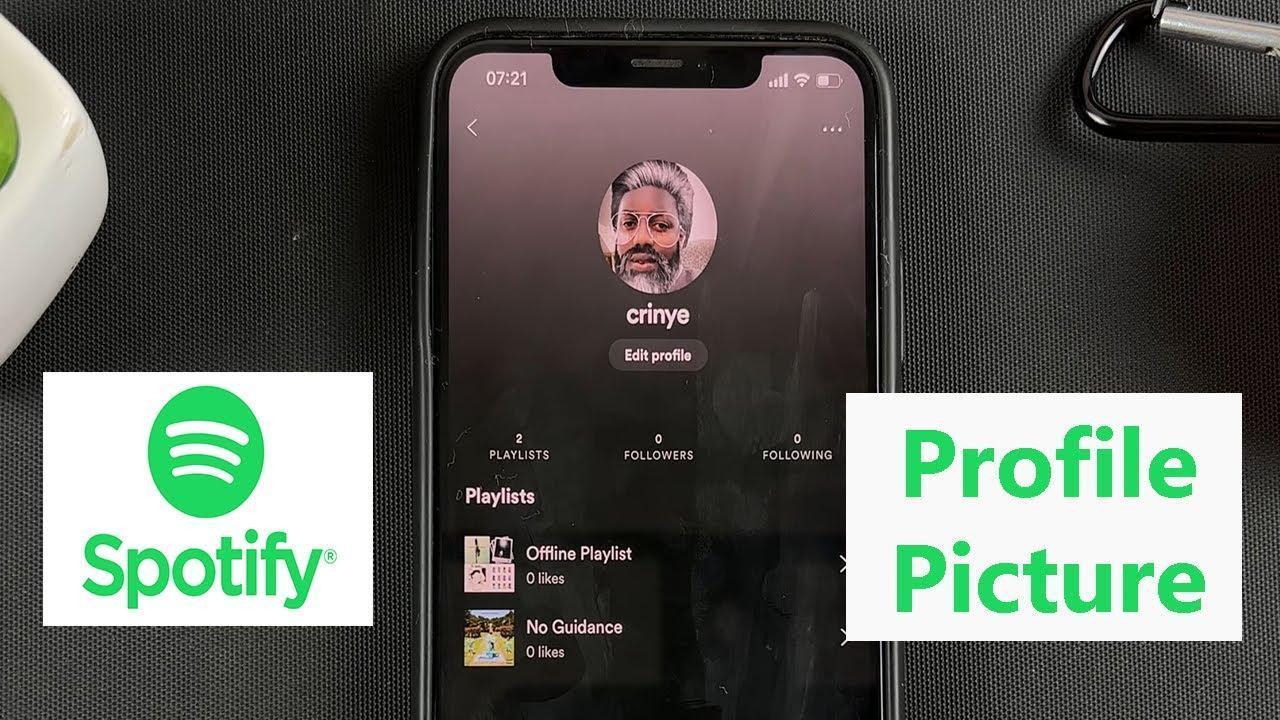 07:21
crinye
Edit profile
2
PLAYLISTS
0
FOLLOWERS
0
FOLLOWING
Playlists
Offline Playlist
0 likes
No Guidance
0 likes
Spotify®
Profile
Picture